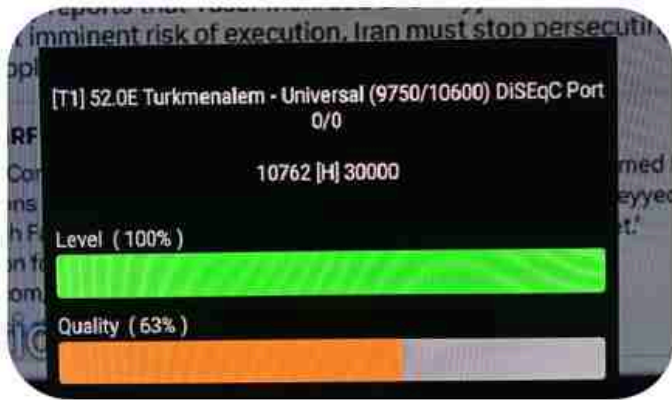 imminent risk of execution. Iran must stop
[T1] 52.0E Turkmenalem - Universal (9750/10600) DiSEqC Port
0/0
10762 [H] 30000
Level ( 100% )
Quality ( 63% )